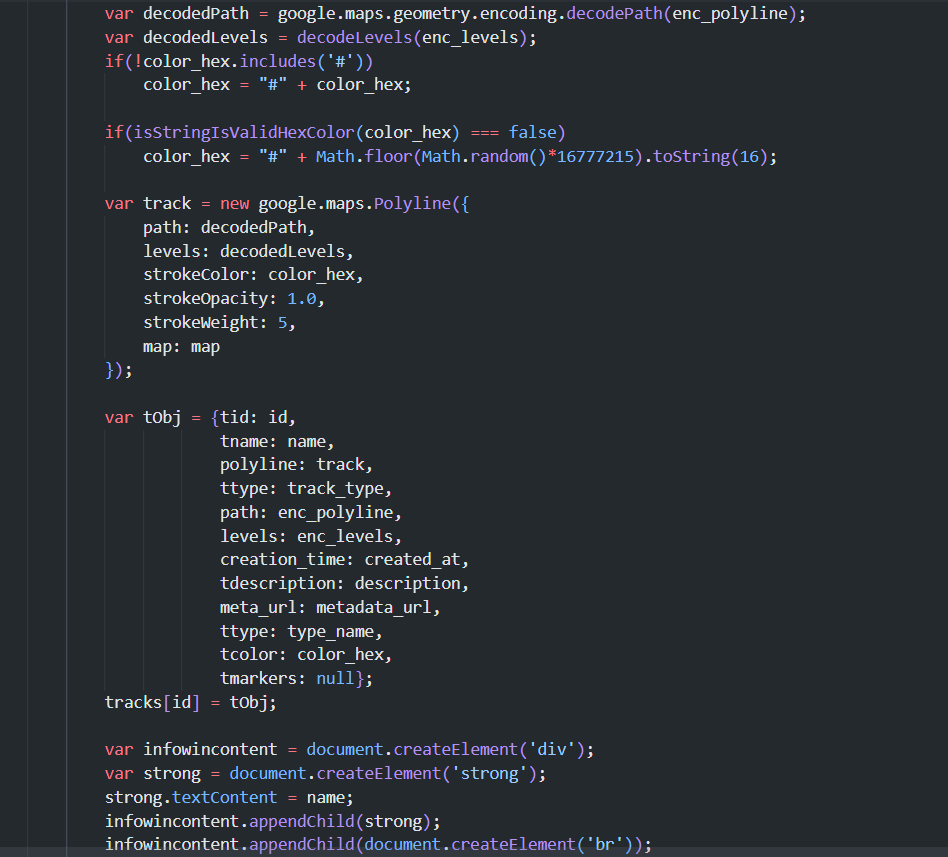 var decodedPath = google.maps.geometry.encoding.decodePath(enc_polyline);
var decodedLevels = decodeLevels(enc_levels);
if(!color_hex.includes('#'))
    color_hex = "#" + color_hex;

if(isStringIsValidHexColor(color_hex) === false)
    color_hex = "#" + Math.floor(Math.random()*16777215).toString(16);

var track = new google.maps.Polyline({
    path: decodedPath,
    levels: decodedLevels,
    strokeColor: color_hex,
    strokeOpacity: 1.0,
    strokeWeight: 5,
    map: map
});

var tObj = {tid: id,
            tname: name,
            polyline: track,
            ttype: track_type,
            path: enc_polyline,
            levels: enc_levels,
            creation_time: created_at,
            tdescription: description,
            meta_url: metadata_url,
            ttype: type_name,
            tcolor: color_hex,
            tmarkers: null};
tracks[id] = tObj;

var infowincontent = document.createElement('div');
var strong = document.createElement('strong');
strong.textContent = name;
infowincontent.appendChild(strong);
infowincontent.appendChild(document.createElement('br'));